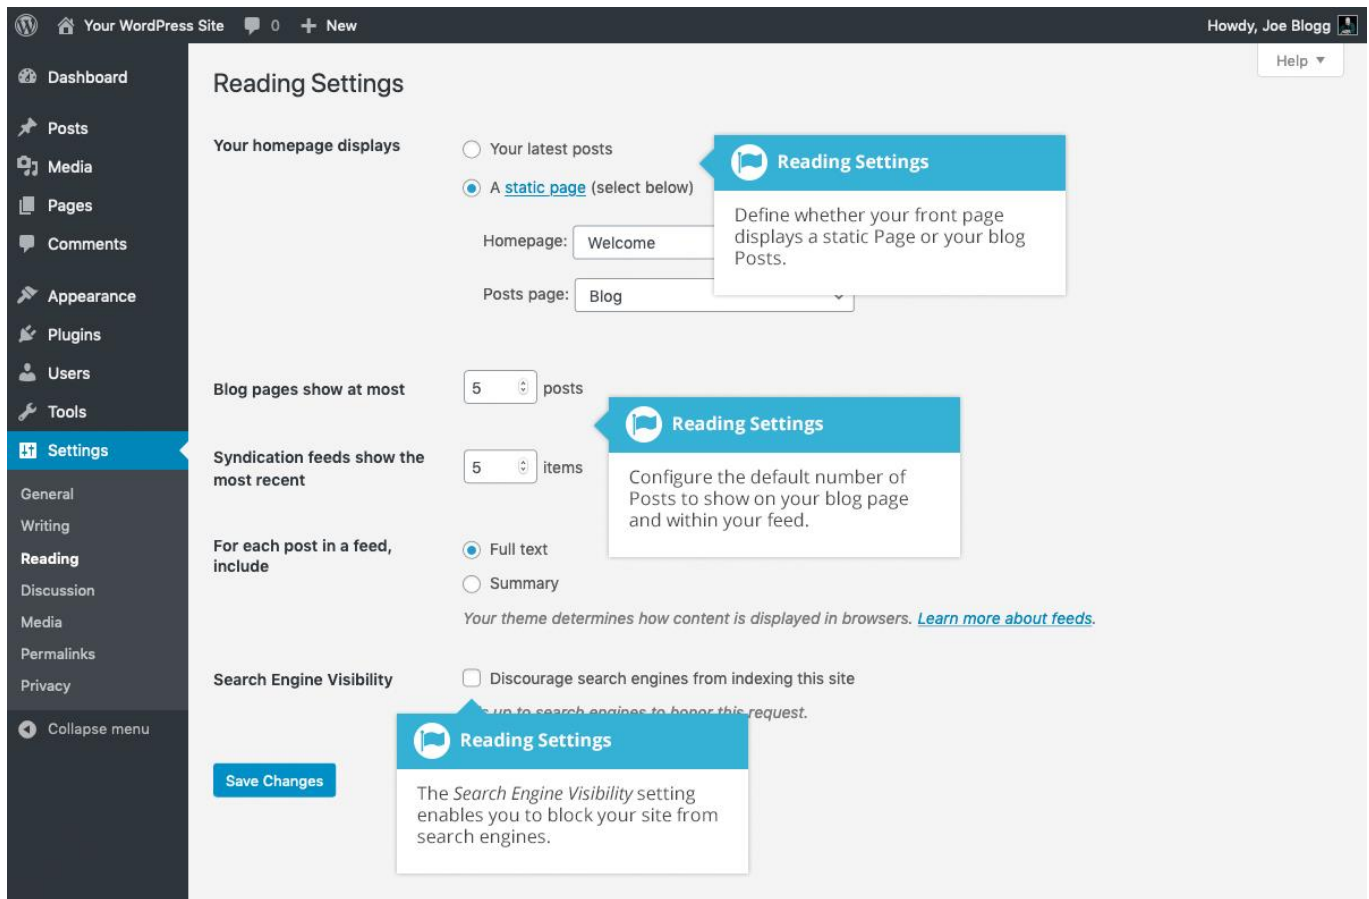 Your WordPress Site 0 New Howdy, Joe Blogg
Help
Dashboard
Posts
Media
Pages
Comments
Appearance
Plugins
Users
Tools
Settings
General
Writing
Reading
Discussion
Media
Permalinks
Privacy
Collapse menu
Reading Settings
Your homepage displays
Your latest posts
A static page (select below)
Homepage: Welcome
Posts page: Blog
Reading Settings
Define whether your front page
displays a static Page or your blog
Posts.
Blog pages show at most
5 posts
Syndication feeds show the
most recent
5 items
Reading Settings
Configure the default number of
Posts to show on your blog page
and within your feed.
For each post in a feed,
include
Full text
Summary
Your theme determines how content is displayed in browsers. Learn more about feeds.
Search Engine Visibility
Discourage search engines from indexing this site
up to search engines to honor this request.
Reading Settings
The Search Engine Visibility setting
enables you to block your site from
search engines.
Save Changes